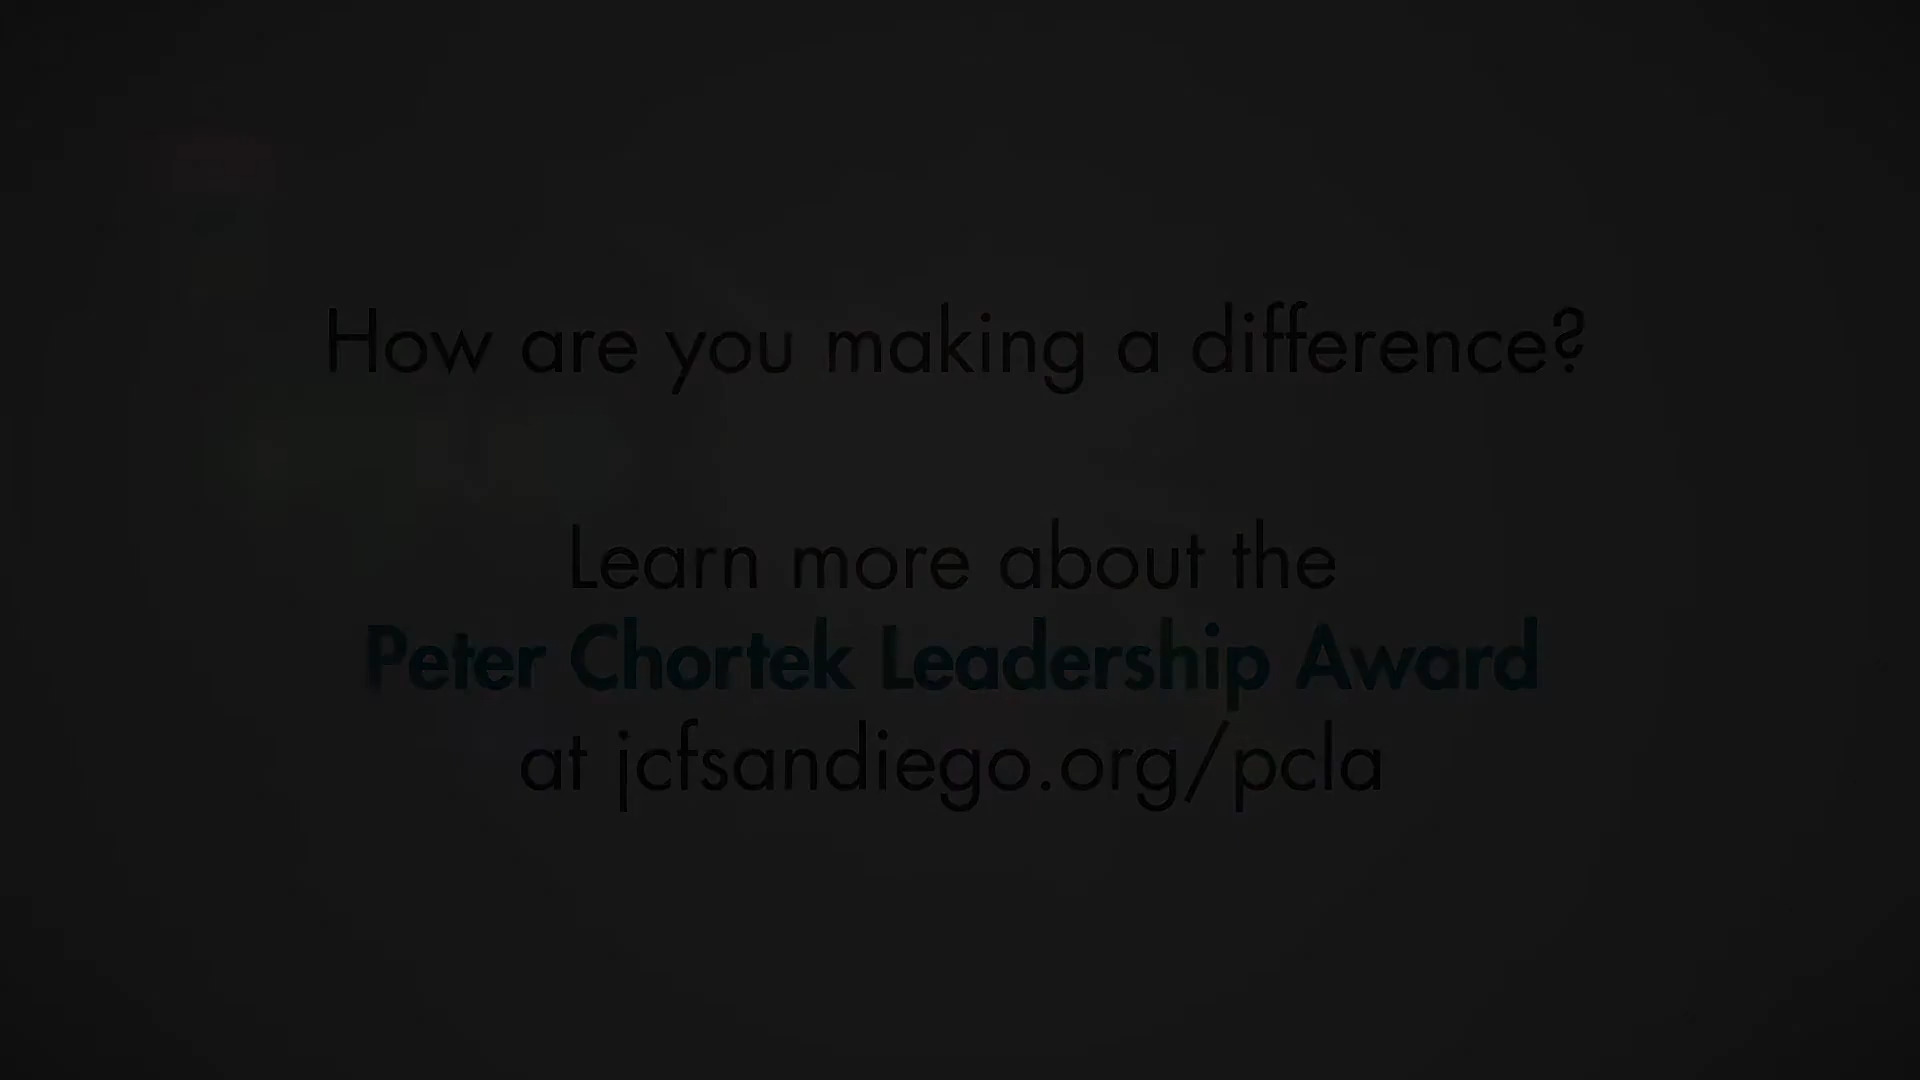 How are you making a difference?
Learn more about the
Peter Chortek Leadership Award
at jcfsandiego.org/pcla